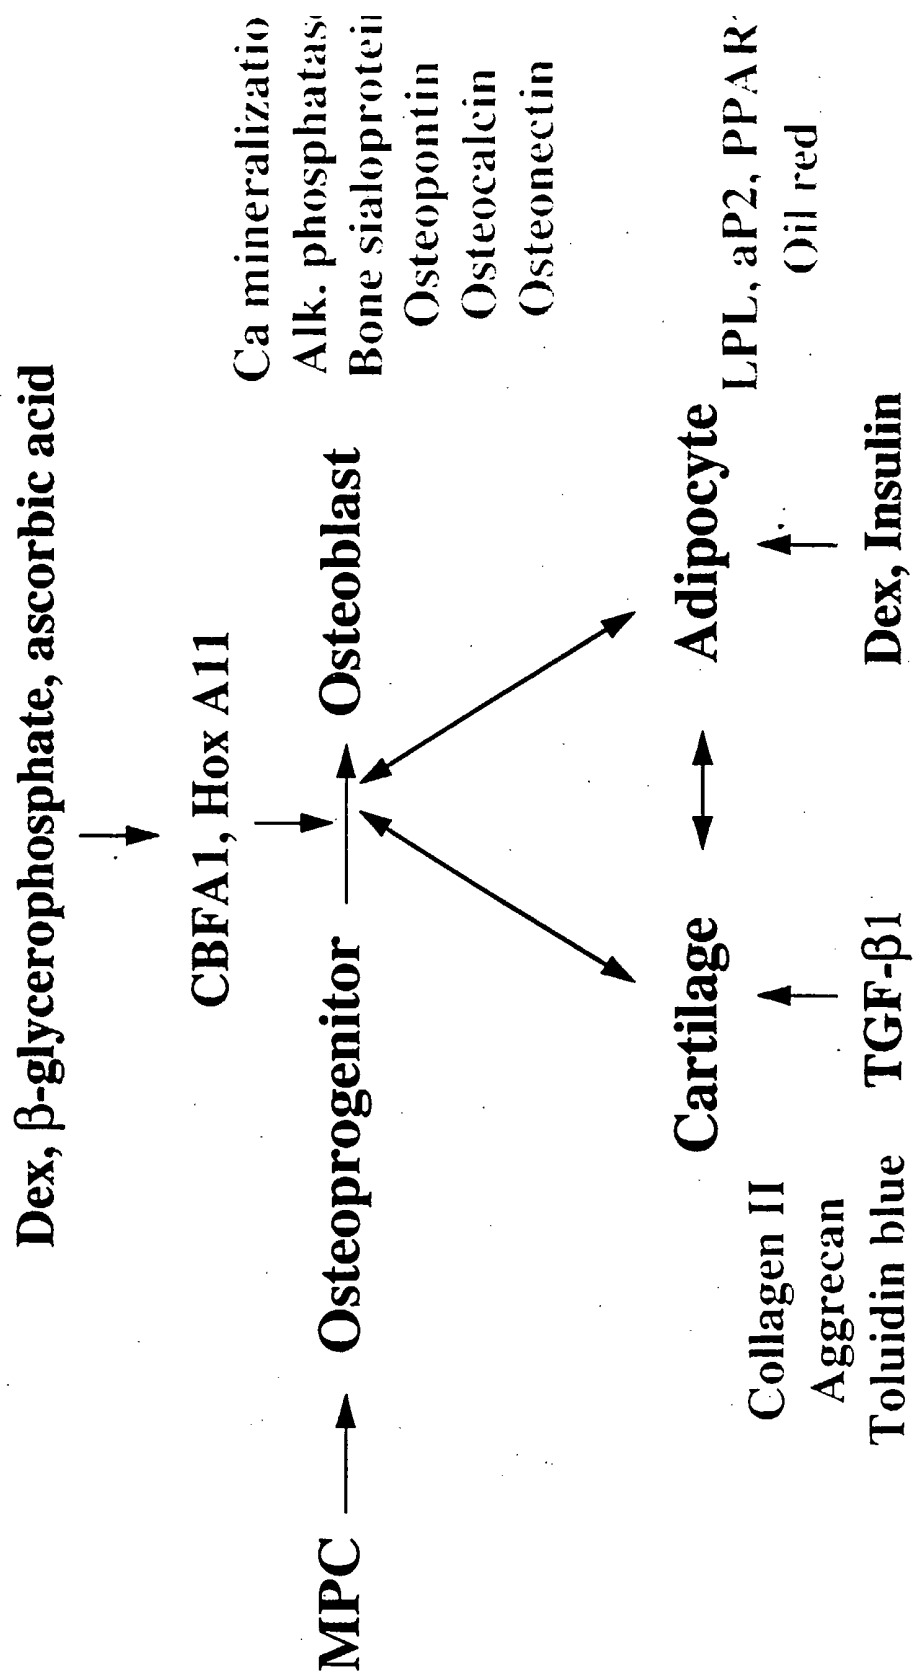 Dex, β-glycerophosphate, ascorbic acid
CBFA1, Hox A11
MPC
Osteoprogenitor
Osteoblast
Ca mineralizatio
Alk. phosphatas
Bone sialoprotei
Osteopontin
Osteocalcin
Osteonectin
Cartilage
Adipocyte
Collagen II
Aggrecan
Toluidin blue
TGF-β1
Dex, Insulin
LPL, aP2, PPAR
Oil red